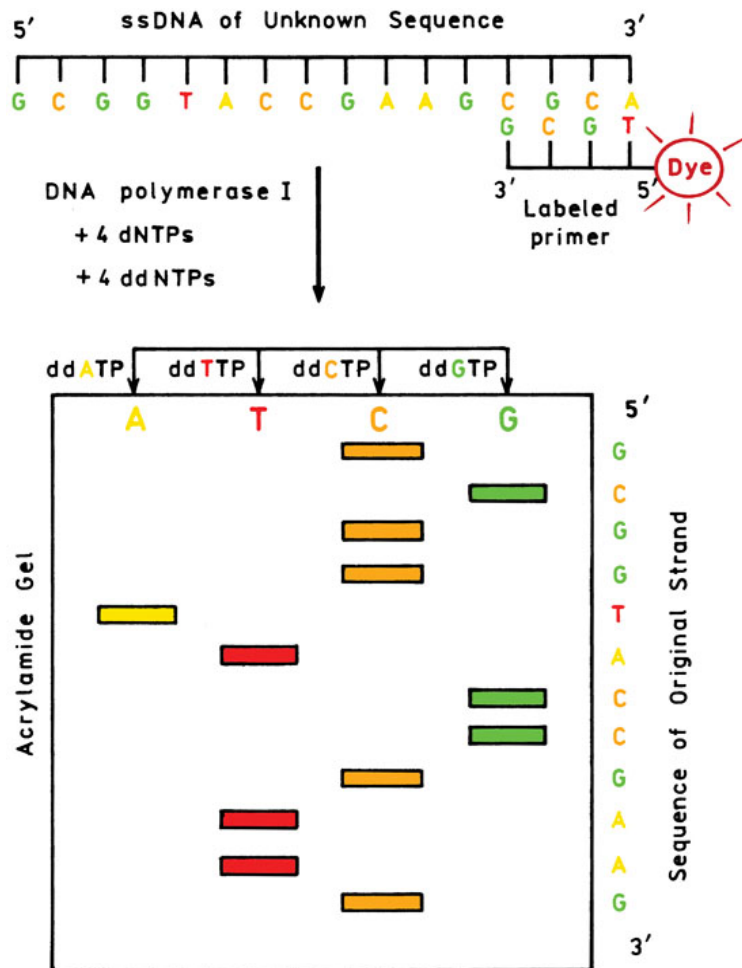 5′ ssDNA of Unknown Sequence 3′
G C G G T A C C G A A G C G C A
G C G T
Dye
3′ 5′
Labeled
primer
DNA polymerase I
+ 4 dNTPs
+ 4 ddNTPs
ddATP ddTTP ddCTP ddGTP
A T C G
5′
G
C
G
G
T
A
C
C
G
A
A
G
3′
Acrylamide Gel
Sequence of Original Strand